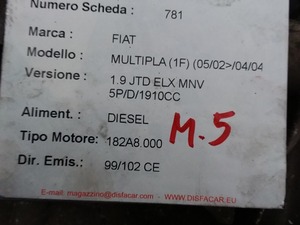 Numero Scheda : 781
Marca : FIAT
Modello : MULTIPLA (1F) (05/02>/04/04
Versione : 1.9 JTD ELX MNV
5P/D/1910CC
Aliment. : DIESEL
M.5
Tipo Motore: 182A8.000
Dir. Emis.: 99/102 CE
E-mail: magazzino@disfacar.com - WWW.DISFACAR.EU